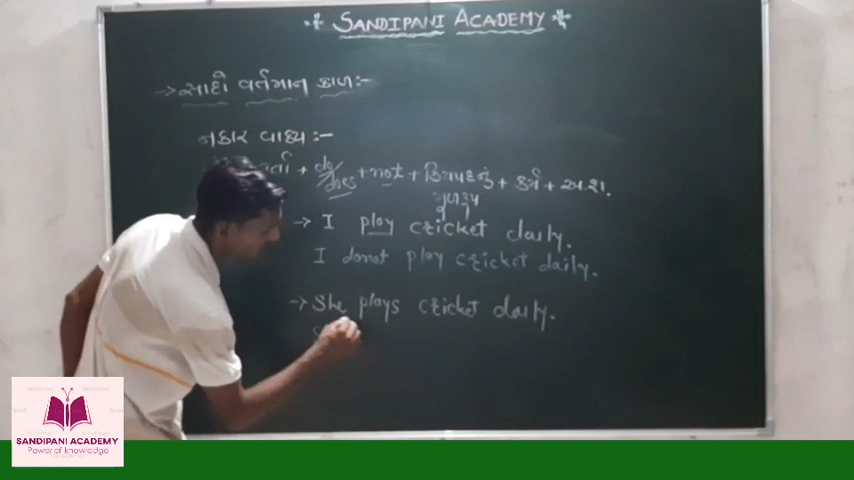 SANDIPANI ACADEMY
→ સાદો વર્તમાન કાળ:-
નકાર વાક્ય :-
+ do/does + not + ક્રિયાપદનું મૂળરૂપ + કર્મ + અ.શ.
→ I play cricket daily.
I donot play cricket daily.
→ She plays cricket daily.
SANDIPANI ACADEMY
Power of knowledge